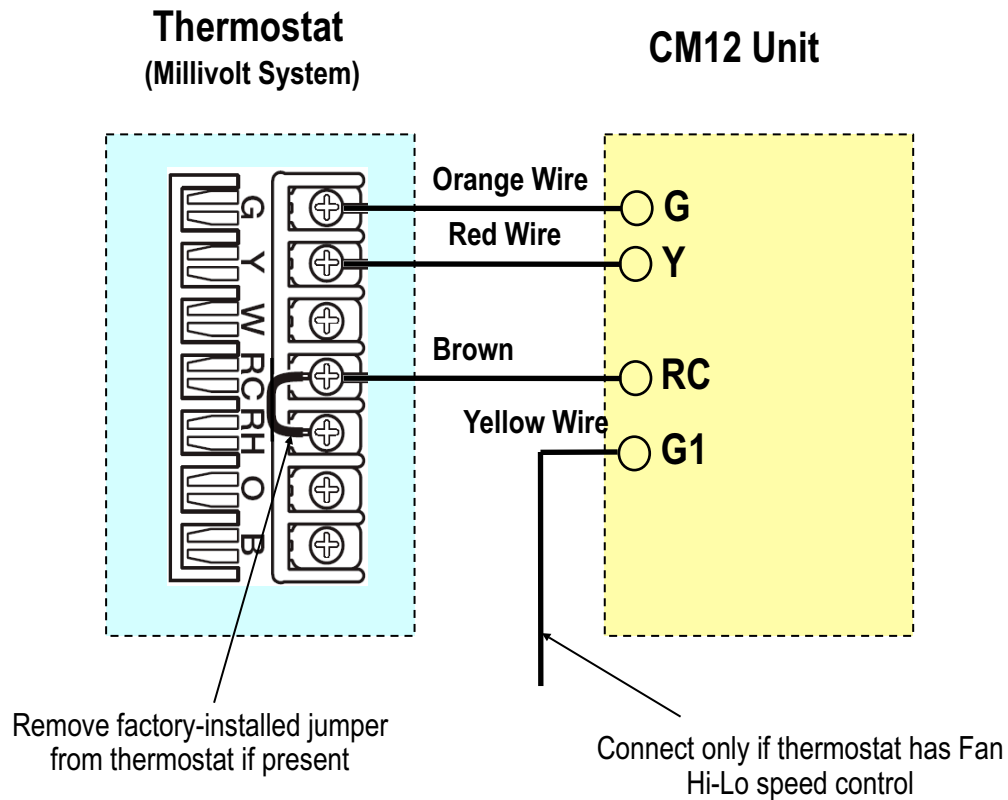 Thermostat
(Millivolt System)
CM12 Unit
Orange Wire
G
G
Red Wire
Y
Y
W
Brown
RC
RC
Yellow Wire
RH
G1
O
B
Remove factory-installed jumper
from thermostat if present
Connect only if thermostat has Fan
Hi-Lo speed control